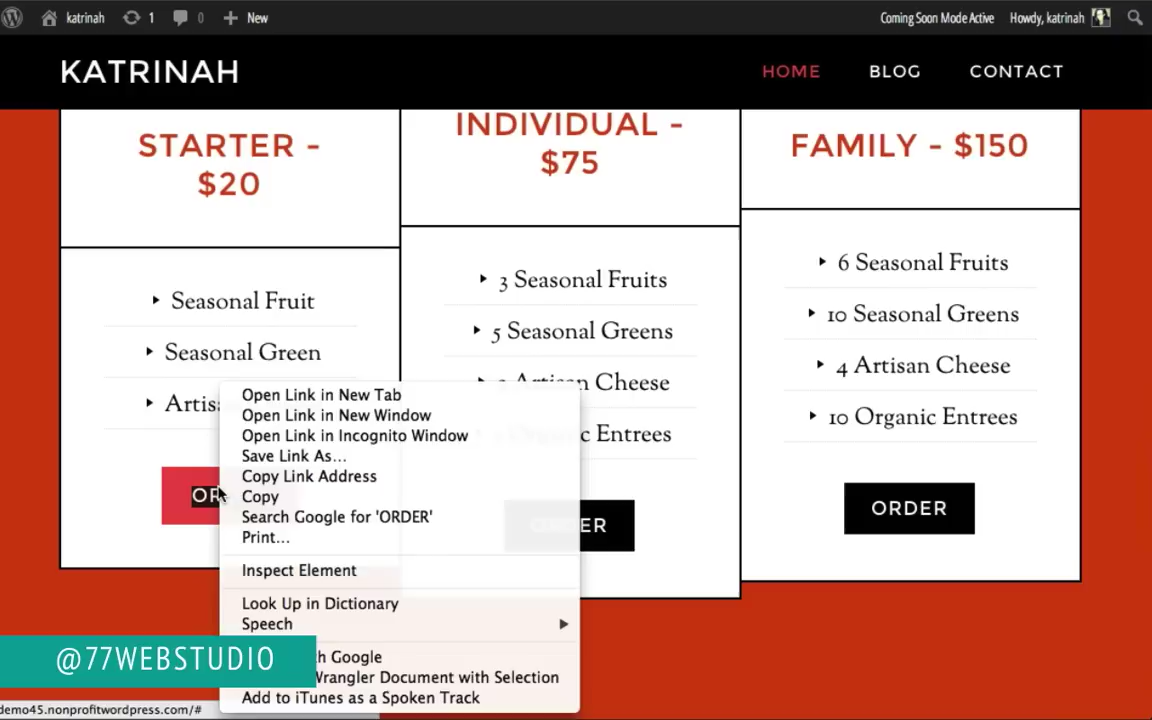 katrinah 1 0 New Coming Soon Mode Active Howdy, katrinah
KATRINAH HOME BLOG CONTACT
STARTER -
$20
Seasonal Fruit
Seasonal Green
INDIVIDUAL -
$75
3 Seasonal Fruits
5 Seasonal Greens
Artisan Cheese
Entrees
FAMILY - $150
6 Seasonal Fruits
10 Seasonal Greens
4 Artisan Cheese
10 Organic Entrees
ORDER
Open Link in New Tab
Open Link in New Window
Open Link in Incognito Window
Save Link As...
Copy Link Address
Copy
Search Google for 'ORDER'
Print...
Inspect Element
Look Up in Dictionary
Speech
Google
Wrangler Document with Selection
Add to iTunes as a Spoken Track
@77WEBSTUDIO
demo45.nonprofitwordpress.com/#